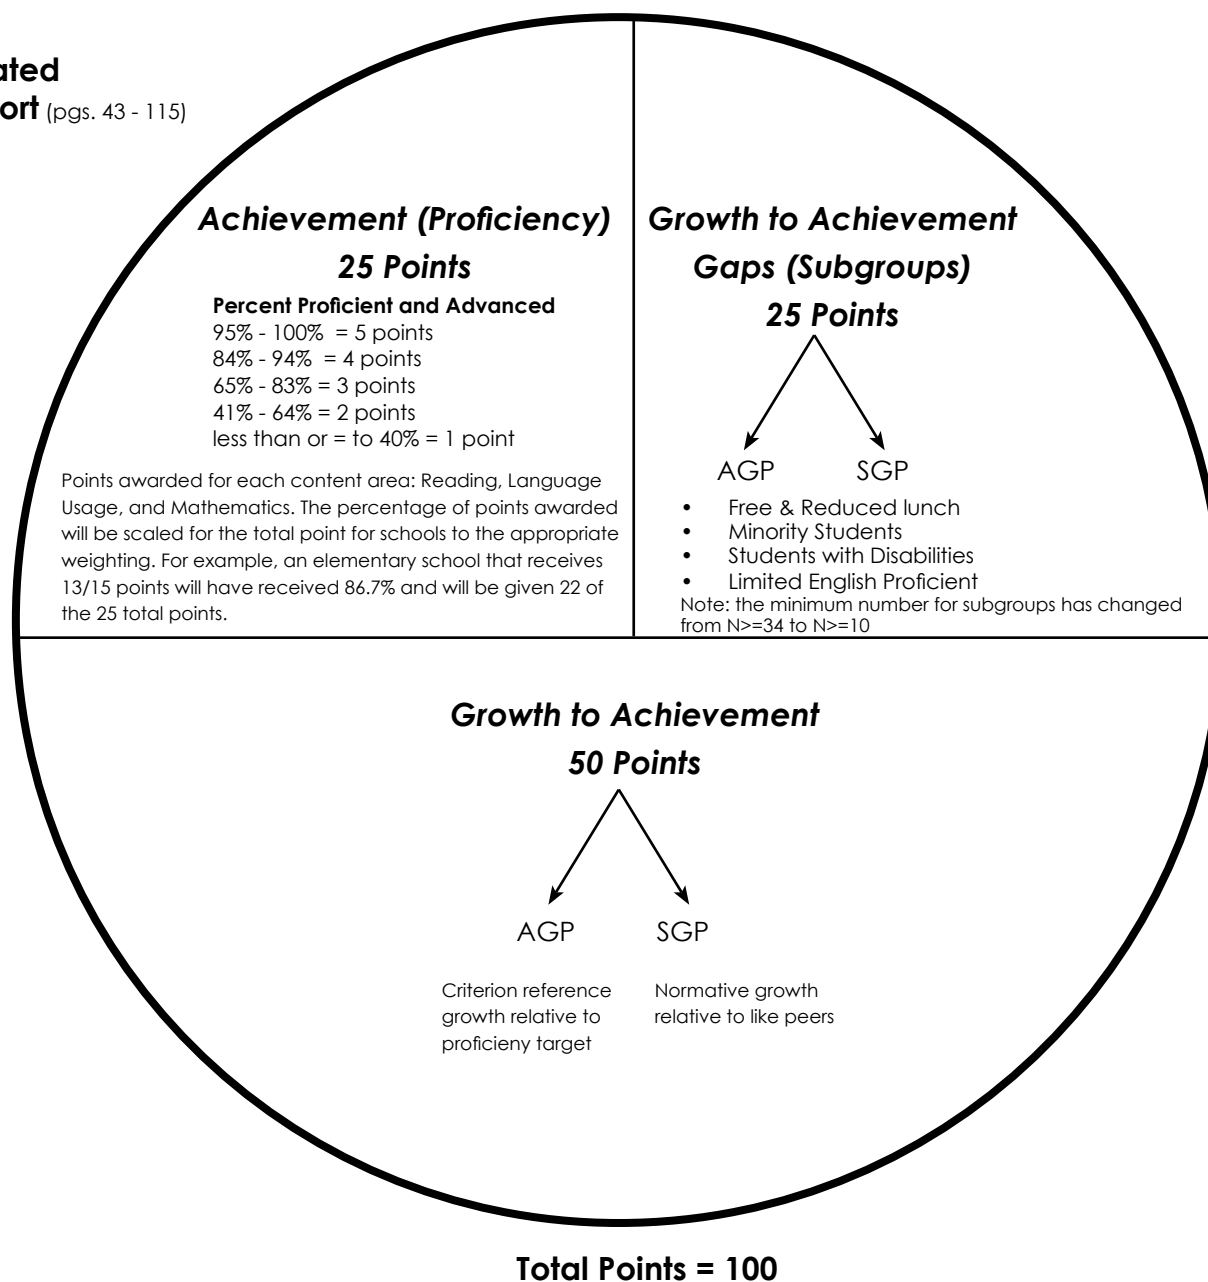 (pgs. 43 - 115)
Achievement (Proficiency)
25 Points
Percent Proficient and Advanced
95% - 100%  = 5 points
84% - 94%  = 4 points
65% - 83% = 3 points
41% - 64% = 2 points
less than or = to 40% = 1 point
Points awarded for each content area: Reading, Language
Usage, and Mathematics. The percentage of points awarded
will be scaled for the total point for schools to the appropriate
weighting. For example, an elementary school that receives
13/15 points will have received 86.7% and will be given 22 of
the 25 total points.
Growth to Achievement
Gaps (Subgroups)
25 Points
AGP SGP
• Free & Reduced lunch
• Minority Students
• Students with Disabilities
• Limited English Proficient
Note: the minimum number for subgroups has changed
from N>=34 to N>=10
Growth to Achievement
50 Points
AGP SGP
Criterion reference
growth relative to
proficieny target
Normative growth
relative to like peers
Total Points = 100